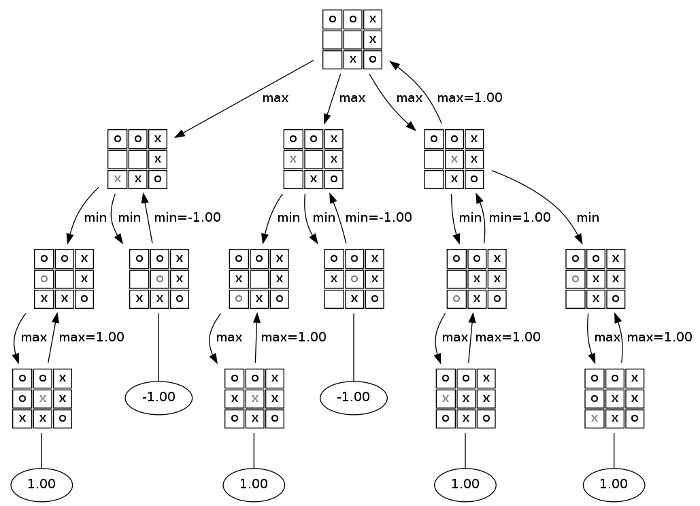 O O X
X
X O
max max max max=1.00
O O X O O X O O X
X X X X X
X X O X O X O
min min min=-1.00 min min min=-1.00 min min=1.00 min
O O X O O X O O X O O X O O X O O X
O X O X X X X O X X X O X X
X X O X X O O X O X O O X O X O
max max=1.00 max max=1.00 max max=1.00 max max=1.00
O O X O O X O O X O O X
O X X X X X X X X O X X
X X O O X O O X O X X O
-1.00 -1.00
1.00 1.00 1.00 1.00